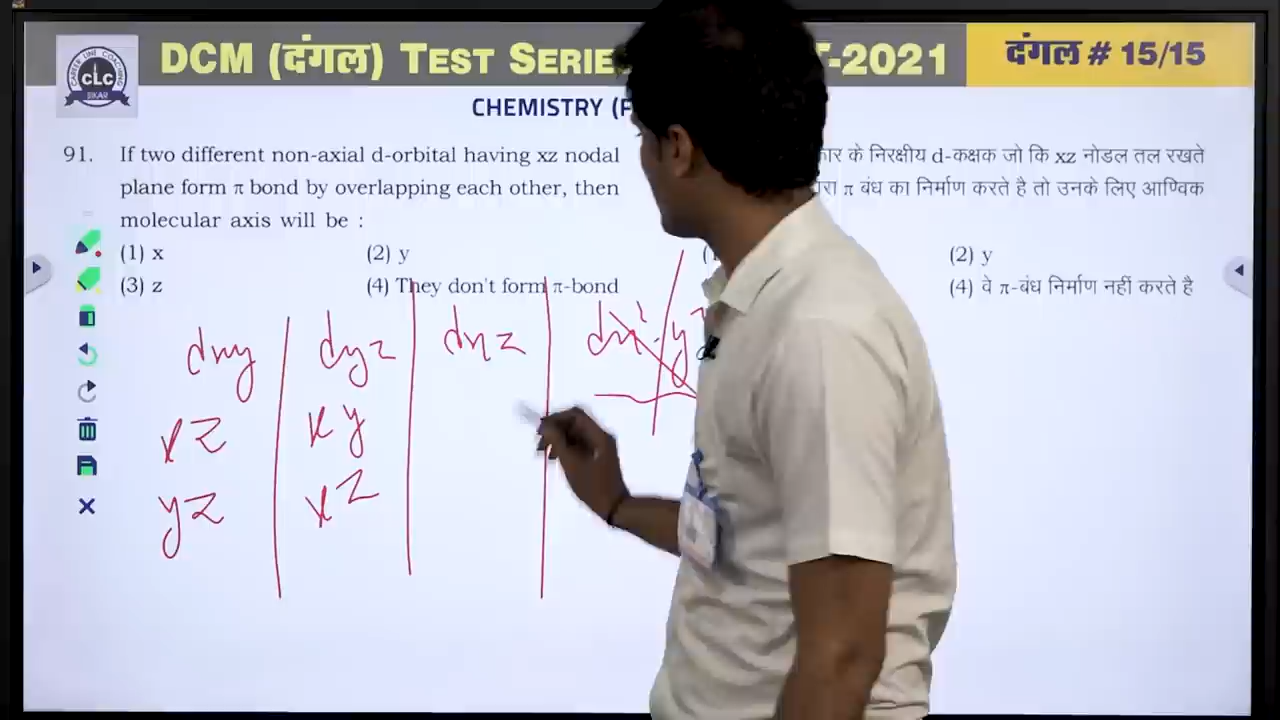 DCM (दंगल) TEST SERIE -2021
दंगल # 15/15
CAREER LINE COACHING
CLC
SIKAR
CHEMISTRY (P
91. If two different non-axial d-orbital having xz nodal
plane form π bond by overlapping each other, then
molecular axis will be :
(1) x (2) y
(3) z (4) They don't form π-bond
के निरक्षीय d-कक्षक जो कि xz नोडल तल रखते
π बंध का निर्माण करते है तो उनके लिए आण्विक
(2) y
(4) वे π-बंध निर्माण नहीं करते है
dxy dyz dxz dx²-y²
xz xy
yz xz